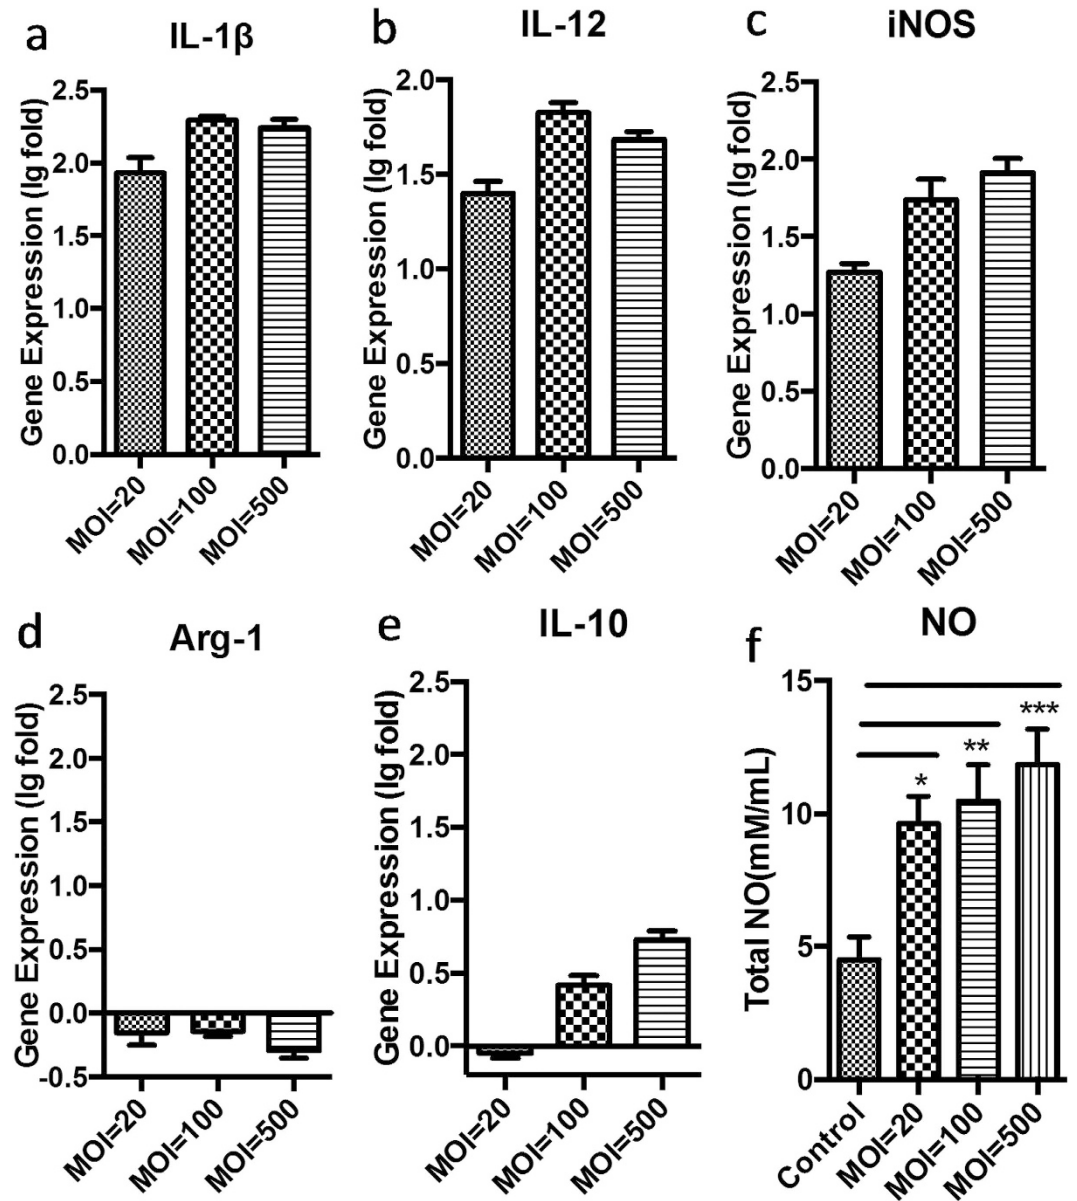 a
IL-1β
Gene Expression (lg fold)
2.5
2.0
1.5
1.0
0.5
0.0
MOI=20
MOI=100
MOI=500
b
IL-12
Gene Expression (lg fold)
2.0
1.5
1.0
0.5
0.0
MOI=20
MOI=100
MOI=500
c
iNOS
Gene Expression (lg fold)
2.5
2.0
1.5
1.0
0.5
0.0
MOI=20
MOI=100
MOI=500
d
Arg-1
Gene Expression (lg fold)
2.5
2.0
1.5
1.0
0.5
0.0
-0.5
MOI=20
MOI=100
MOI=500
e
IL-10
Gene Expression (lg fold)
2.5
2.0
1.5
1.0
0.5
0.0
MOI=20
MOI=100
MOI=500
f
NO
Total NO(mM/mL)
15
10
5
0
*
**
***
Control
MOI=20
MOI=100
MOI=500